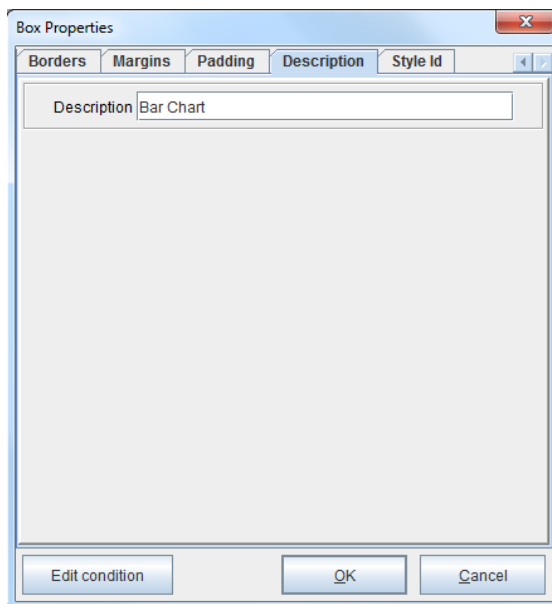 Box Properties
Borders Margins Padding Description Style Id
Description Bar Chart
Edit condition OK Cancel